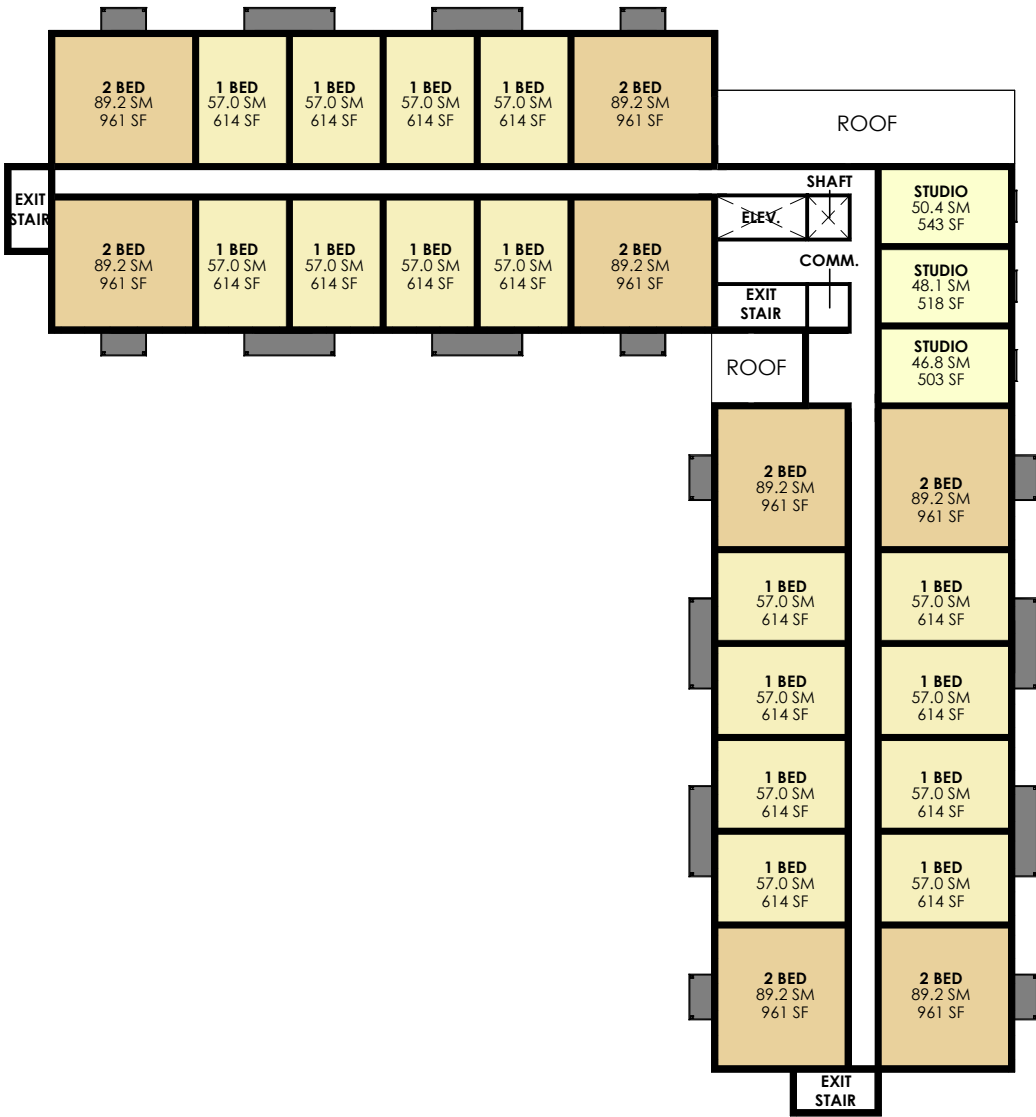 2 BED
89.2 SM
961 SF
1 BED
57.0 SM
614 SF
1 BED
57.0 SM
614 SF
1 BED
57.0 SM
614 SF
1 BED
57.0 SM
614 SF
2 BED
89.2 SM
961 SF
ROOF
EXIT
STAIR
SHAFT
ELEV.
STUDIO
50.4 SM
543 SF
2 BED
89.2 SM
961 SF
1 BED
57.0 SM
614 SF
1 BED
57.0 SM
614 SF
1 BED
57.0 SM
614 SF
1 BED
57.0 SM
614 SF
2 BED
89.2 SM
961 SF
COMM.
EXIT
STAIR
STUDIO
48.1 SM
518 SF
ROOF
STUDIO
46.8 SM
503 SF
2 BED
89.2 SM
961 SF
2 BED
89.2 SM
961 SF
1 BED
57.0 SM
614 SF
1 BED
57.0 SM
614 SF
1 BED
57.0 SM
614 SF
1 BED
57.0 SM
614 SF
1 BED
57.0 SM
614 SF
1 BED
57.0 SM
614 SF
1 BED
57.0 SM
614 SF
1 BED
57.0 SM
614 SF
2 BED
89.2 SM
961 SF
2 BED
89.2 SM
961 SF
EXIT
STAIR